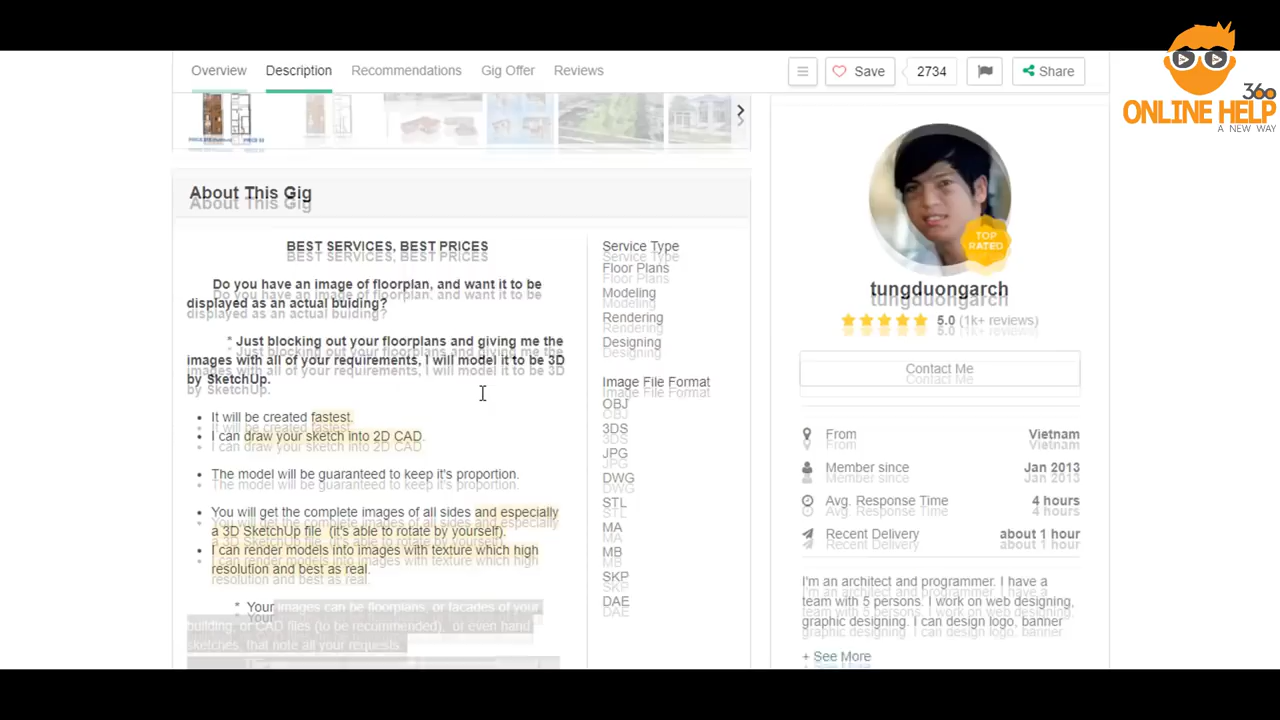 Overview Description Recommendations Gig Offer Reviews
Save 2734 Share
360
ONLINE HELP
A NEW WAY
About This Gig
BEST SERVICES, BEST PRICES
Do you have an image of floorplan, and want it to be
displayed as an actual buiding?
* Just blocking out your floorplans and giving me the
images with all of your requirements, I will model it to be 3D
by SketchUp.
• It will be created fastest.
• I can draw your sketch into 2D CAD.
• The model will be guaranteed to keep it's proportion.
• You will get the complete images of all sides and especially
a 3D SketchUp file (it's able to rotate by yourself).
• I can render models into images with texture which high
resolution and best as real.
* Your images can be floorplans, or facades of your
building, or CAD files (to be recommended), or even hand
sketches, that note all your requests.
Service Type
Floor Plans
Modeling
Rendering
Designing
Image File Format
OBJ
3DS
JPG
DWG
STL
MA
MB
SKP
DAE
TOP
RATED
tungduongarch
5.0 (1k+ reviews)
Contact Me
From Vietnam
Member since Jan 2013
Avg. Response Time 4 hours
Recent Delivery about 1 hour
I'm an architect and programmer. I have a
team with 5 persons. I work on web designing,
graphic designing. I can design logo, banner
+ See More